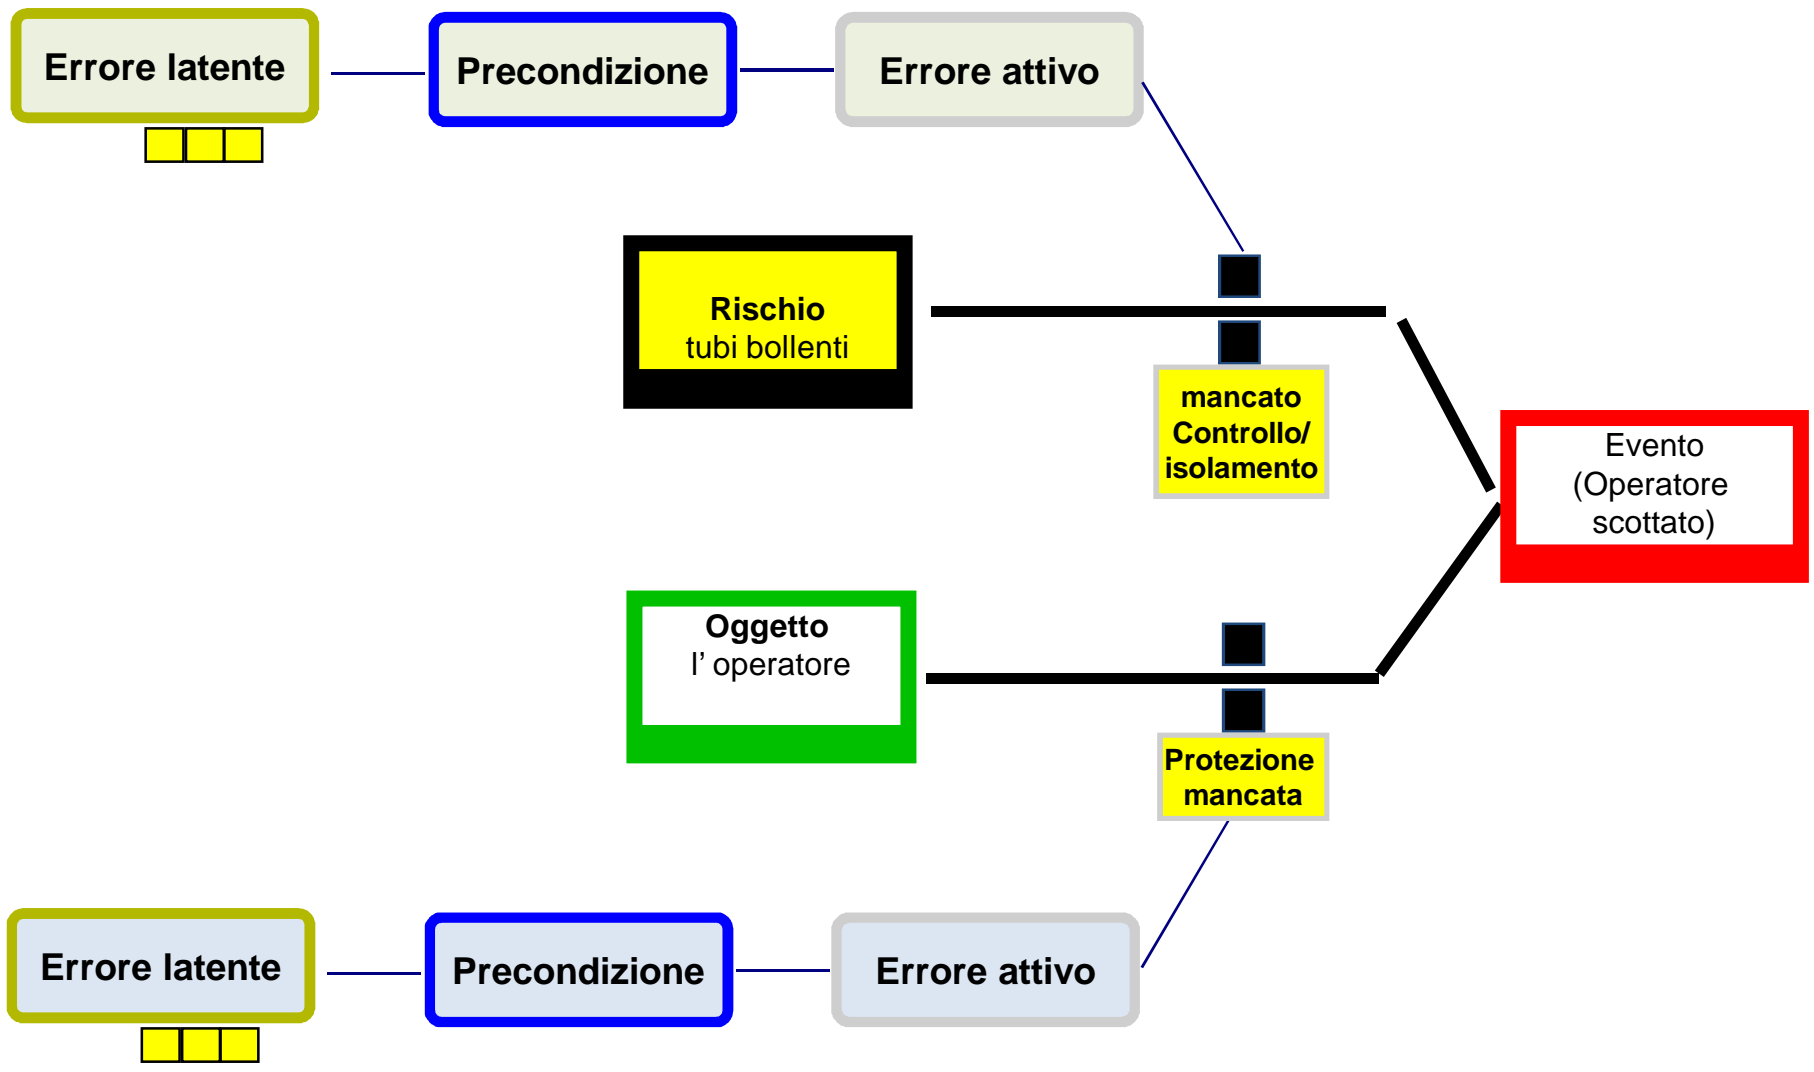 Errore latente
Precondizione
Errore attivo
Rischio
tubi bollenti
mancato
Controllo/
isolamento
Evento
(Operatore
scottato)
Oggetto
l’ operatore
Protezione
mancata
Errore latente
Precondizione
Errore attivo